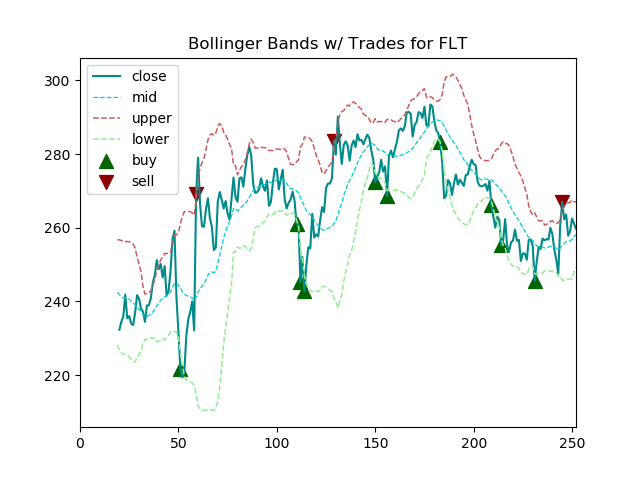 Bollinger Bands w/ Trades for FLT
close
mid
upper
lower
buy
sell
300
280
260
240
220
0 50 100 150 200 250